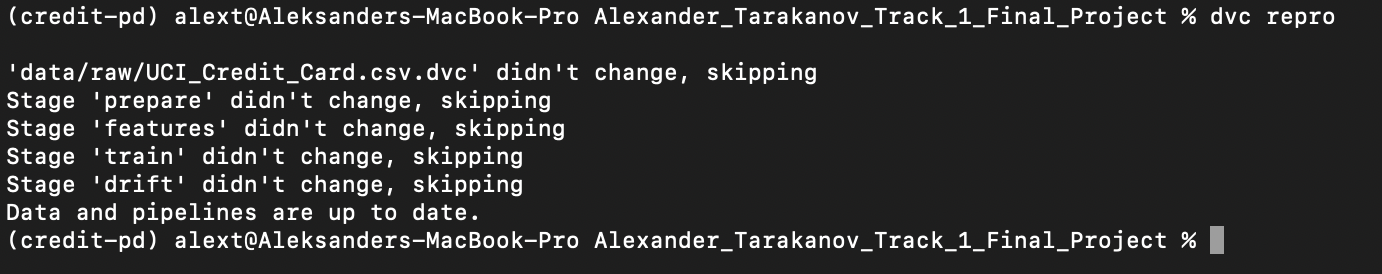 (credit-pd) alext@Aleksanders-MacBook-Pro Alexander_Tarakanov_Track_1_Final_Project % dvc repro
'data/raw/UCI_Credit_Card.csv.dvc' didn't change, skipping
Stage 'prepare' didn't change, skipping
Stage 'features' didn't change, skipping
Stage 'train' didn't change, skipping
Stage 'drift' didn't change, skipping
Data and pipelines are up to date.
(credit-pd) alext@Aleksanders-MacBook-Pro Alexander_Tarakanov_Track_1_Final_Project %